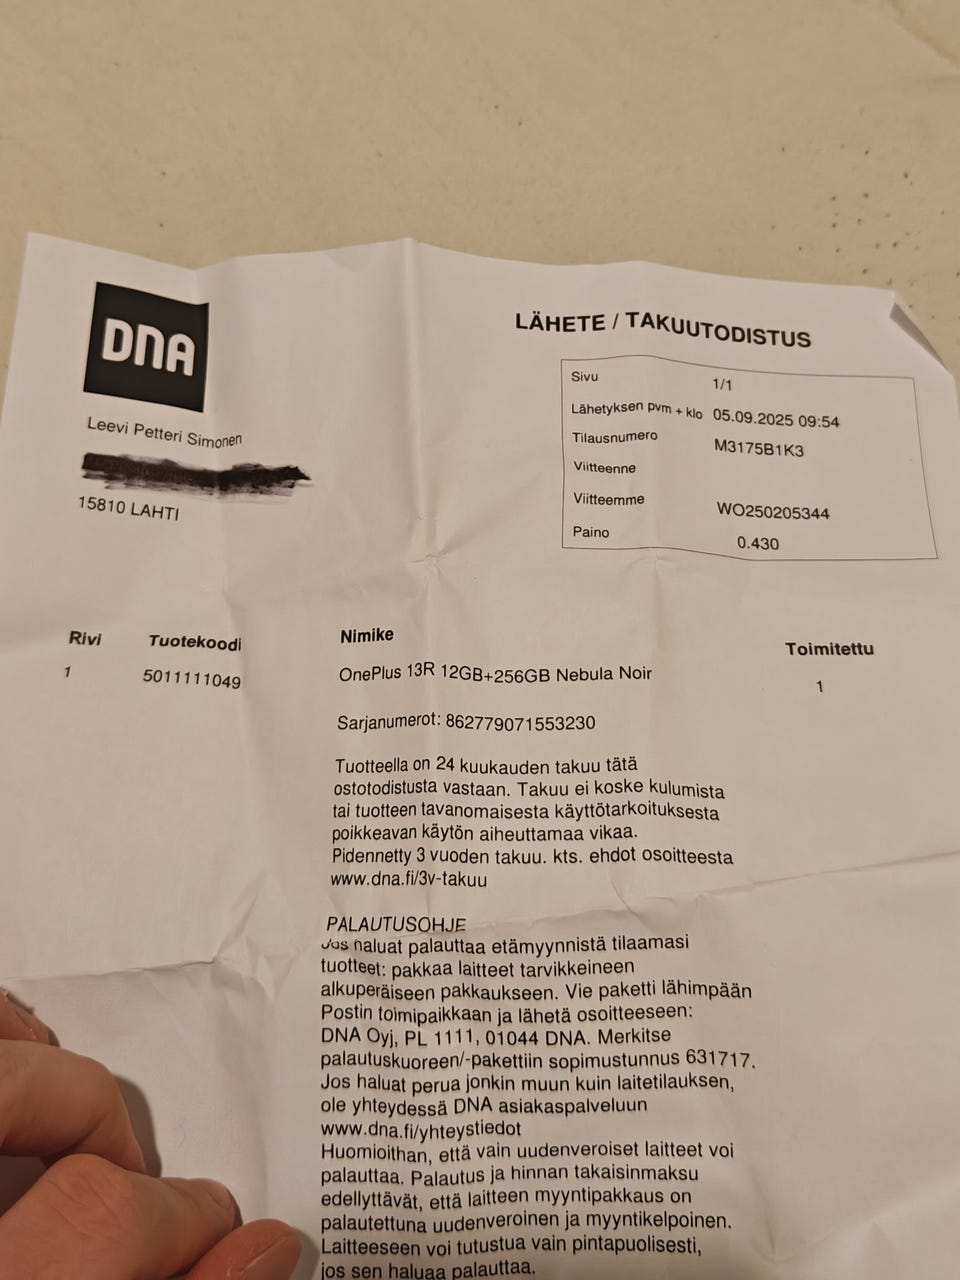 DNA
LÄHETE / TAKUUTODISTUS
Sivu 1/1
Lähetyksen pvm + klo 05.09.2025 09:54
Tilausnumero M3175B1K3
Viitteenne
Viitteemme WO250205344
Paino 0.430
Leevi Petteri Simonen
15810 LAHTI
Rivi Tuotekoodi Nimike Toimitettu
1 5011111049 OnePlus 13R 12GB+256GB Nebula Noir 1
Sarjanumerot: 862779071553230
Tuotteella on 24 kuukauden takuu tätä
ostotodistusta vastaan. Takuu ei koske kulumista
tai tuotteen tavanomaisesta käyttötarkoituksesta
poikkeavan käytön aiheuttamaa vikaa.
Pidennetty 3 vuoden takuu. kts. ehdot osoitteesta
www.dna.fi/3v-takuu
PALAUTUSOHJE
Jos haluat palauttaa etämyynnistä tilaamasi
tuotteet: pakkaa laitteet tarvikkeineen
alkuperäiseen pakkaukseen. Vie paketti lähimpään
Postin toimipaikkaan ja lähetä osoitteeseen:
DNA Oyj, PL 1111, 01044 DNA. Merkitse
palautuskuoreen/-pakettiin sopimustunnus 631717.
Jos haluat perua jonkin muun kuin laitetilauksen,
ole yhteydessä DNA asiakaspalveluun
www.dna.fi/yhteystiedot
Huomioithan, että vain uudenveroiset laitteet voi
palauttaa. Palautus ja hinnan takaisinmaksu
edellyttävät, että laitteen myyntipakkaus on
palautettuna uudenveroinen ja myyntikelpoinen.
Laitteeseen voi tutustua vain pintapuolisesti,
jos sen haluaa palauttaa.